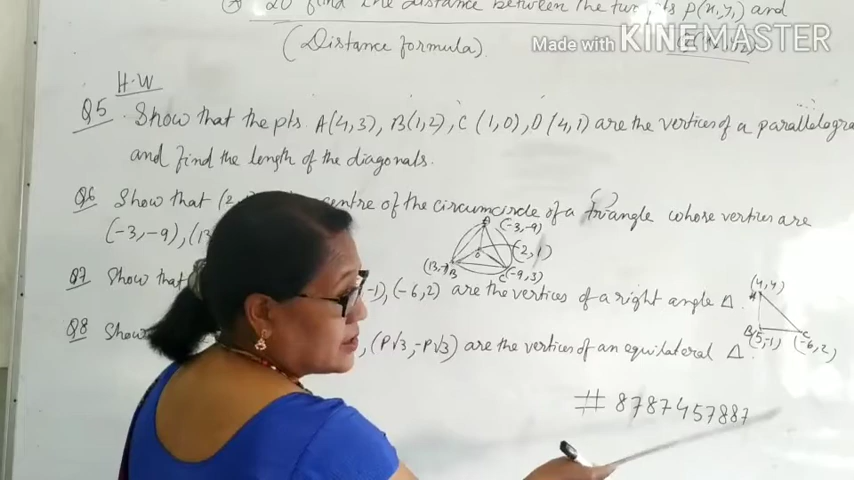 To find the distance between the two pts P(x₁,y₁) and
(Distance formula).
Made with KINEMASTER
H.W
Q5 Show that the pts A(4,3), B(1,2), C(1,0), D(4,1) are the vertices of a parallelogra
and find the length of the diagonals.
Q6 Show that (2, centre of the circumcircle of a triangle whose vertices are
(-3,-9), (13
A (-3,-9)
O (2,1)
B
C(-9,3)
Q7 Show that -1), (-6,2) are the vertices of a right angle Δ.
(4,4)
A
B (5,-1)
C (-6,2)
Q8 Show , (P√3, -P√3) are the vertices of an equilateral Δ.
# 8787457887